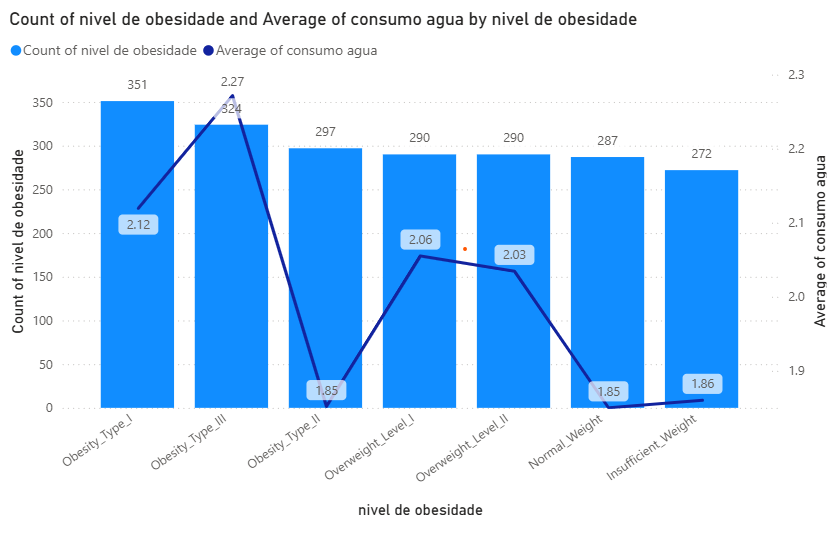 Count of nivel de obesidade and Average of consumo agua by nivel de obesidade
Count of nivel de obesidade Average of consumo agua
351
2.27
324
297
290
290
287
272
2.12
1.85
2.06
2.03
1.85
1.86
350
300
250
200
150
100
50
0
Count of nivel de obesidade
2.3
2.2
2.1
2.0
1.9
Average of consumo agua
Obesity_Type_I
Obesity_Type_III
Obesity_Type_II
Overweight_Level_I
Overweight_Level_II
Normal_Weight
Insufficient_Weight
nivel de obesidade